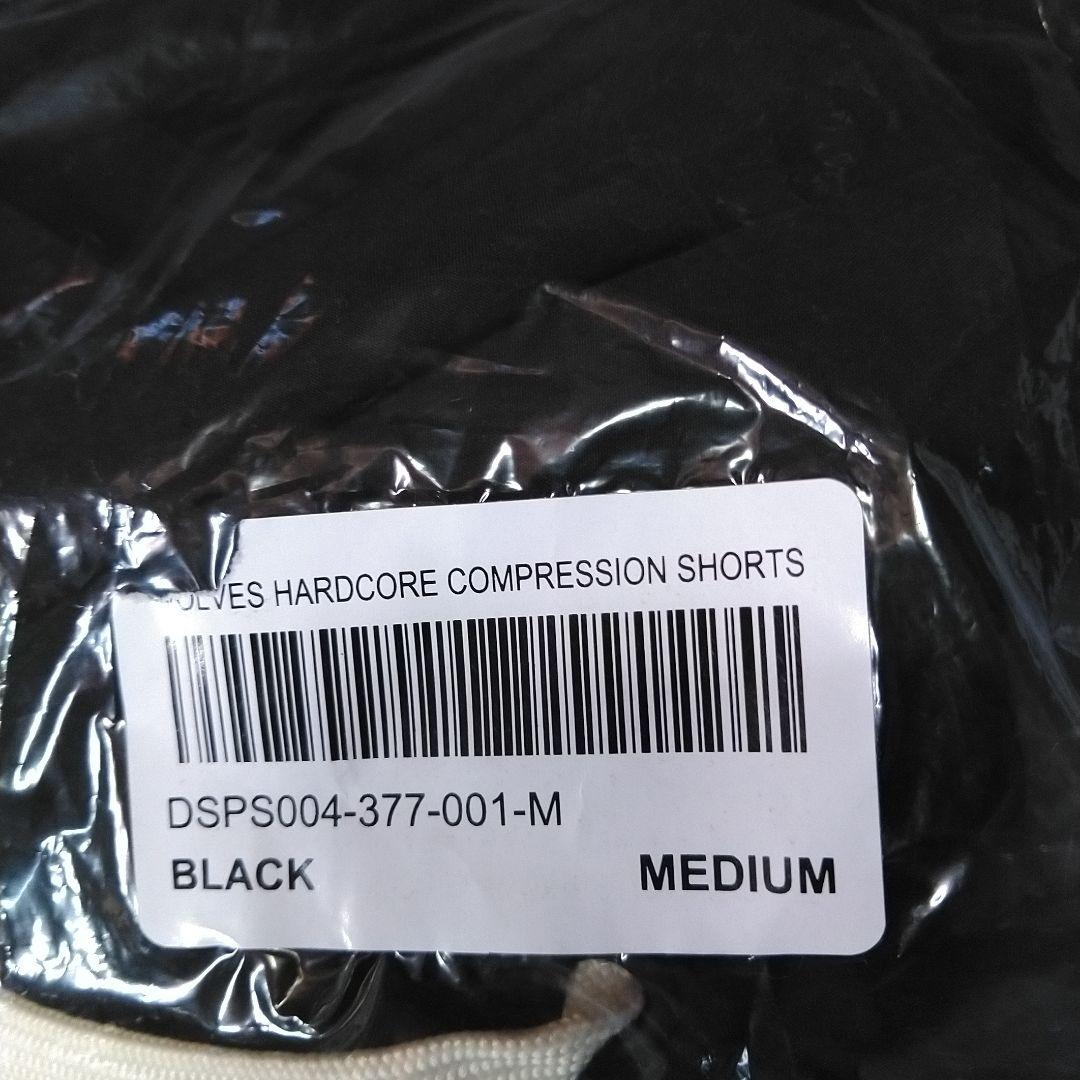 HARDCORE COMPRESSION SHORTS
DSPS004-377-001-M
BLACK
MEDIUM